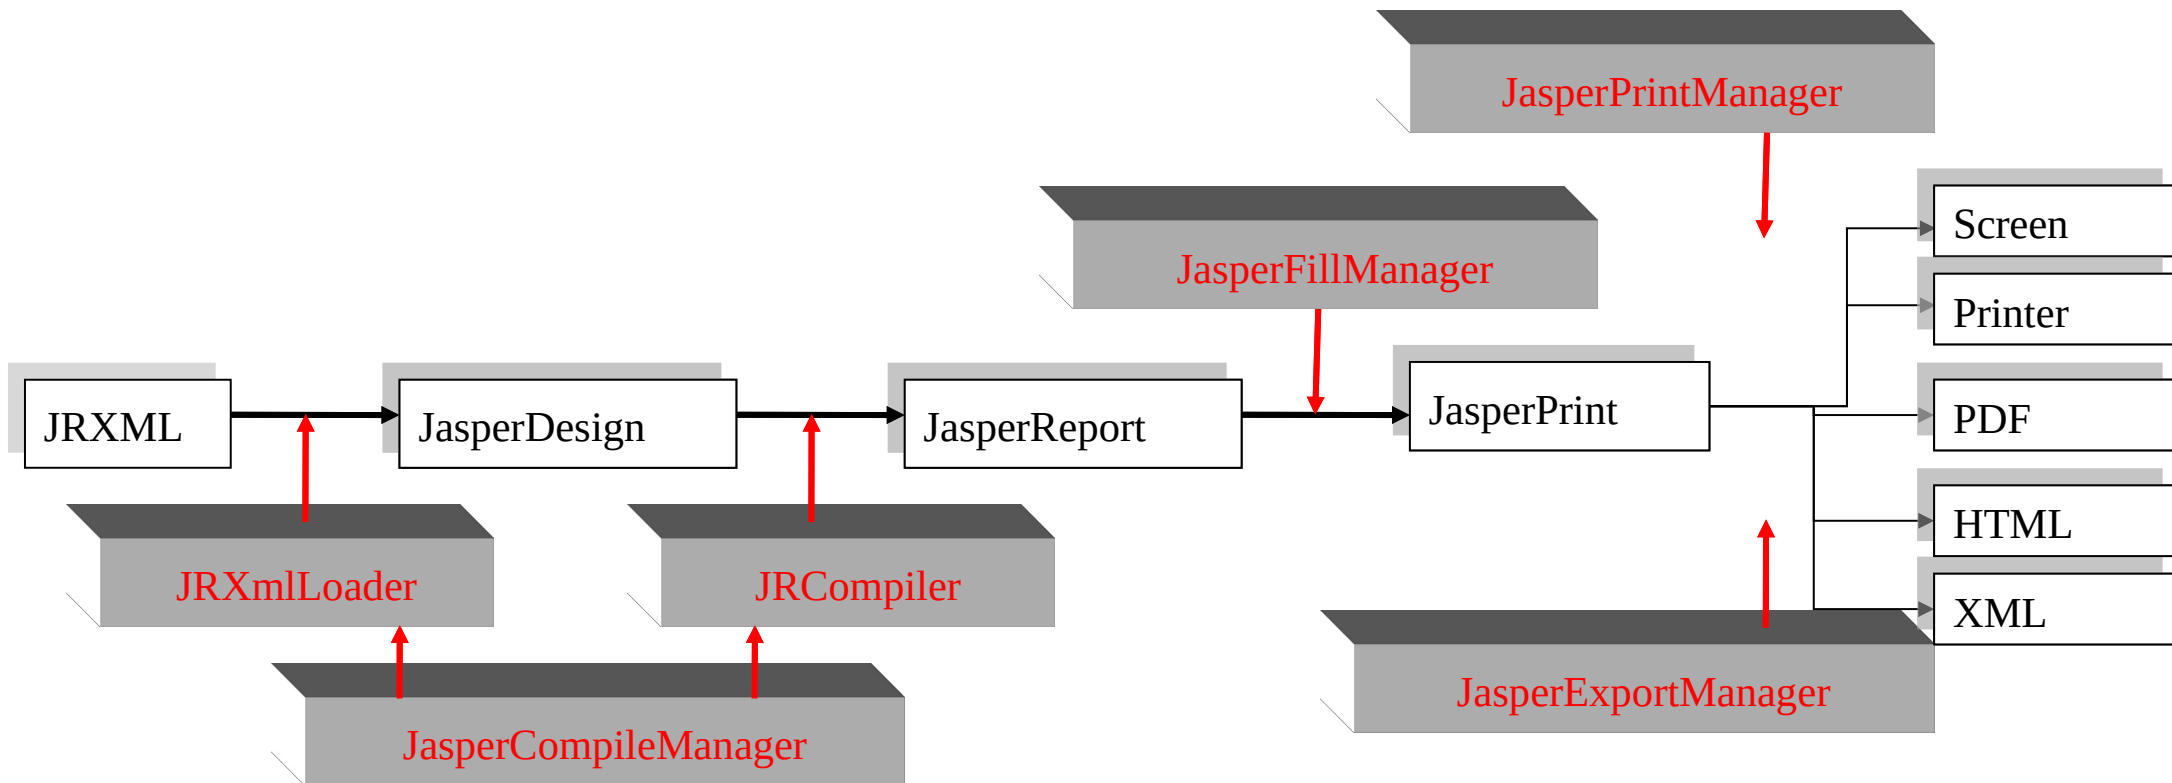 JasperPrintManager
Screen
JasperFillManager
Printer
JRXML
JasperDesign
JasperReport
JasperPrint
PDF
HTML
JRXmlLoader
JRCompiler
XML
JasperExportManager
JasperCompileManager